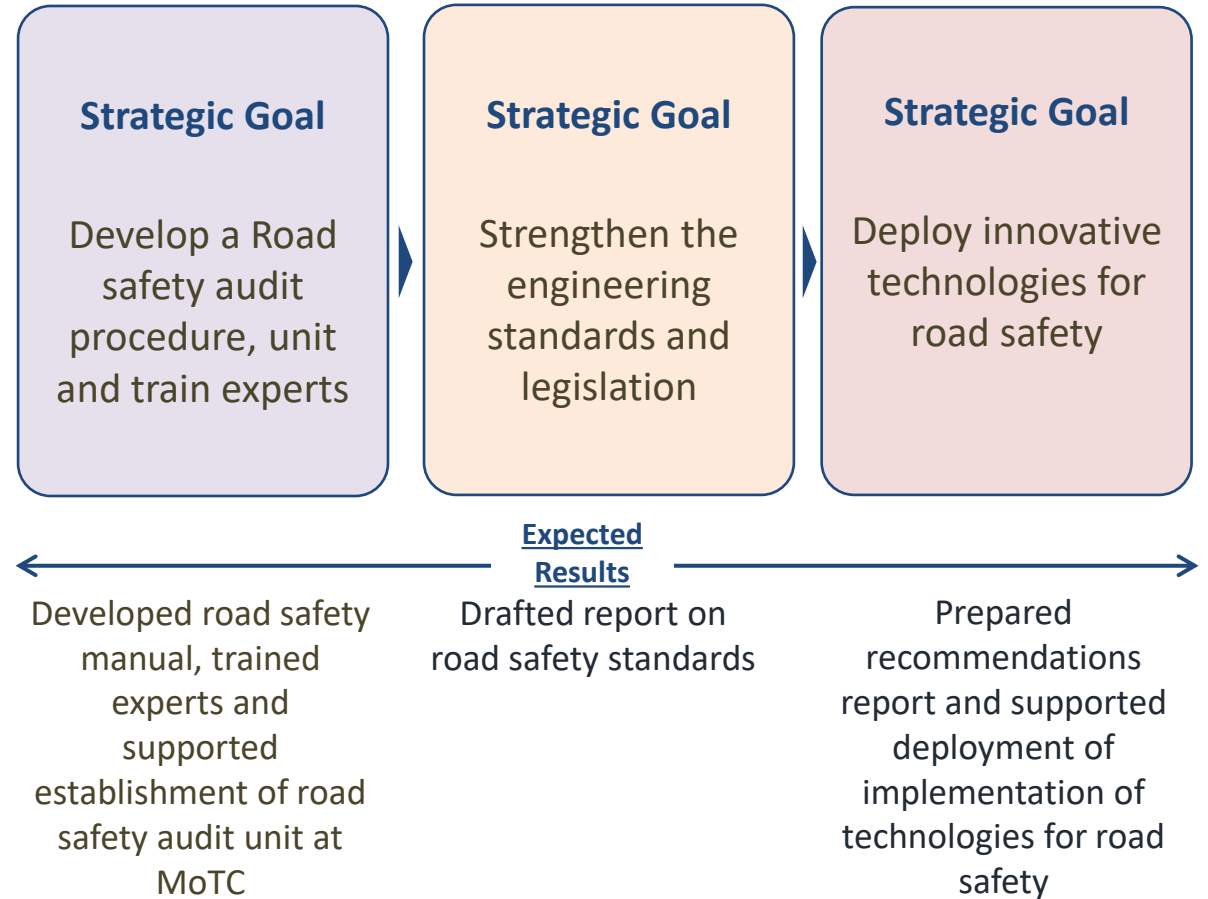 Strategic Goal
Develop a Road
safety audit
procedure, unit
and train experts
Strategic Goal
Strengthen the
engineering
standards and
legislation
Strategic Goal
Deploy innovative
technologies for
road safety
Expected
Results
Developed road safety
manual, trained
experts and
supported
establishment of road
safety audit unit at
MoTC
Drafted report on
road safety standards
Prepared
recommendations
report and supported
deployment of
implementation of
technologies for road
safety